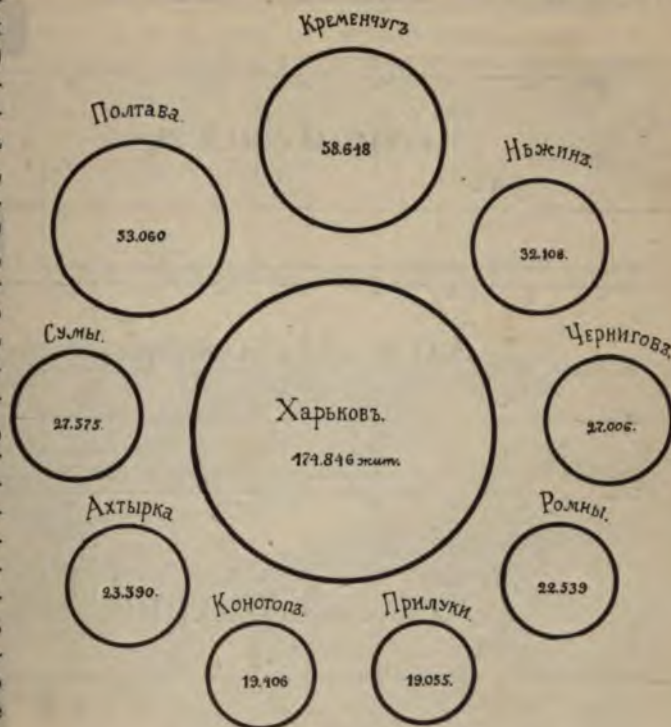 Кременчугъ
58.648
Полтава.
53.060
Нѣжинъ.
32.108.
Сумы.
27.575.
Черниговъ.
27.006.
Харьковъ.
174.846 жит.
Ахтырка
23.390.
Ромны.
22.539
Конотопъ.
19.406
Прилуки.
19.055.